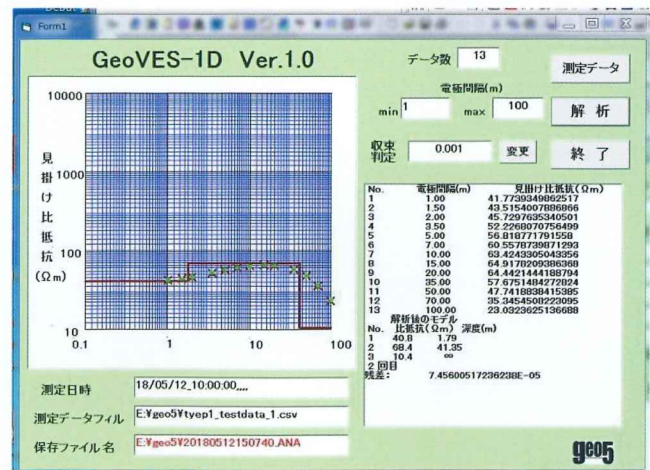 Form1
GeoVES-1D Ver.1.0
データ数 13
測定データ
電極間隔(m)
min 1 max 100
解 析
収束判定 0.001 変更
終 了
見掛け比抵抗(Ωm)
10000
1000
100
10
0.1 1 10 100
No. 電極間隔(m) 見掛け比抵抗(Ωm)
1 1.00 41.7739349862517
2 1.50 43.5154007886866
3 2.00 45.7297635340501
4 3.50 52.2268070756499
5 5.00 56.818771791558
6 7.00 60.5578739871293
7 10.00 63.4243305043356
8 15.00 64.9178209386364
9 20.00 64.4421444188794
10 35.00 57.6751484272824
11 50.00 47.7418838415385
12 70.00 35.3454508223095
13 100.00 23.0323625136688
解析後のモデル
No. 比抵抗(Ωm) 深度(m)
1 40.8 1.79
2 68.4 41.35
3 10.4 ∞
2 回目
残差: 7.45600517236238E-05
測定日時 18/05/12_10:00:00,,,,
測定データファイル E:¥geo5¥tyep1_testdata_1.csv
保存ファイル名 E:¥geo5¥20180512150740.ANA
geo5